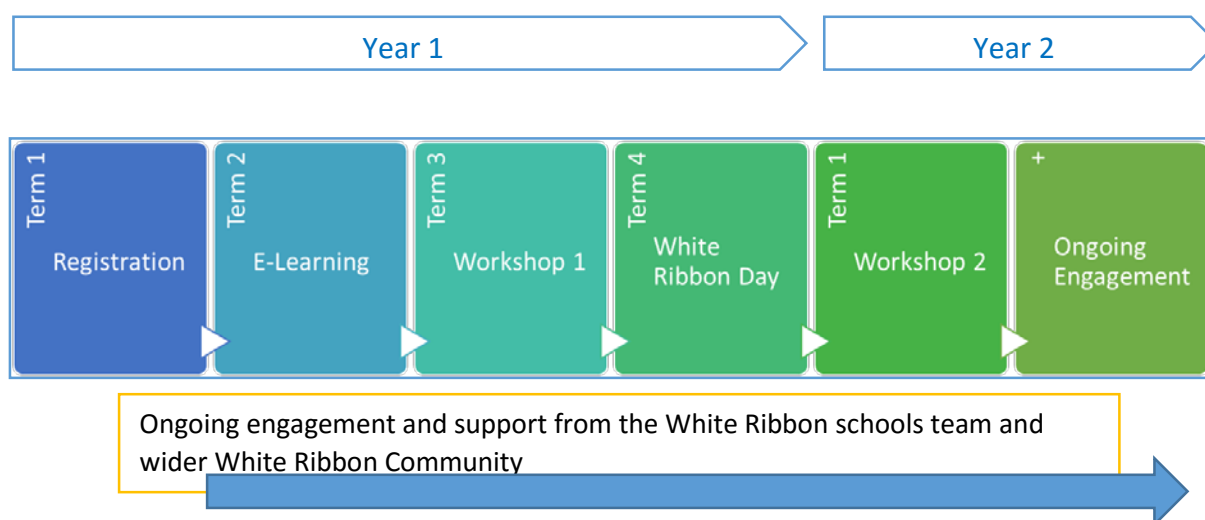 Year 1
Year 2
Term 1
Registration
Term 2
E-Learning
Term 3
Workshop 1
Term 4
White
Ribbon Day
Term 1
Workshop 2
+
Ongoing
Engagement
Ongoing engagement and support from the White Ribbon schools team and
wider White Ribbon Community